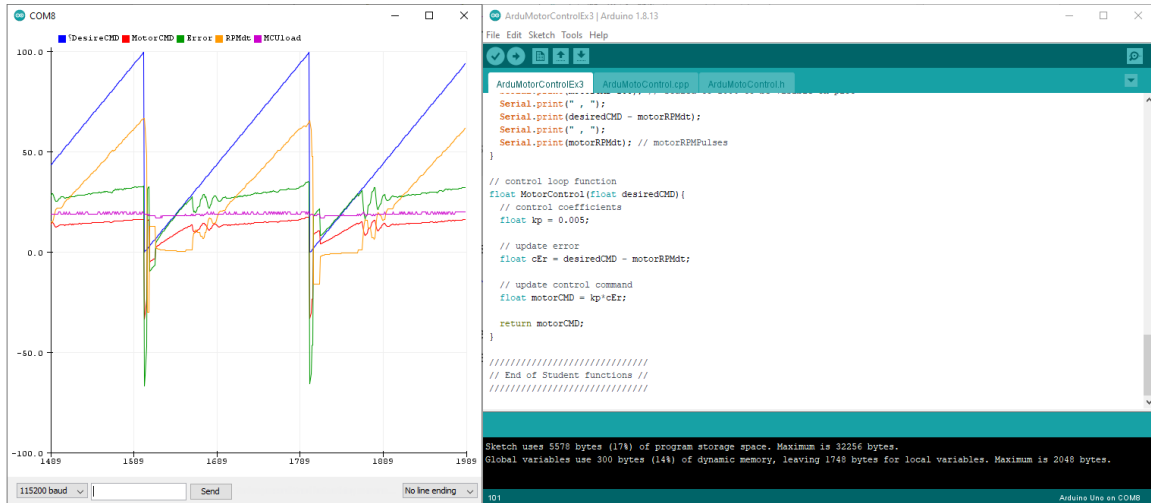 COM8
DesireCMD MotorCMD Error RPMdt MCUload
100.0
50.0
0.0
-50.0
-100.0
1489 1589 1689 1789 1889 1989
115200 baud Send No line ending
ArduMotorControlEx3 | Arduino 1.8.13
File Edit Sketch Tools Help
ArduMotorControlEx3 ArduMotoControl.cpp ArduMotoControl.h
Serial.print(" , ");
Serial.print(desiredCMD - motorRPMdt);
Serial.print(" , ");
Serial.print(motorRPMdt); // motorRPMPulses
}
// control loop function
float MotorControl(float desiredCMD){
// control coefficients
float kp = 0.005;
// update error
float cEr = desiredCMD - motorRPMdt;
// update control command
float motorCMD = kp*cEr;
return motorCMD;
}
//////////////////////////////
// End of Student functions //
//////////////////////////////
Sketch uses 5578 bytes (17%) of program storage space. Maximum is 32256 bytes.
Global variables use 300 bytes (14%) of dynamic memory, leaving 1748 bytes for local variables. Maximum is 2048 bytes.
101 Arduino Uno on COM8